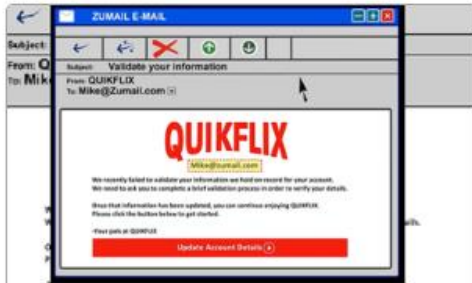 ZUMAIL E-MAIL
Subject:
From: Q
To: Mik
Subject: Validate your information
From: QUIKFLIX
To: Mike@Zumail.com
QUIKFLIX
Mike@zumail.com
We recently failed to validate your information we hold on record for your account.
We need to ask you to complete a brief validation process in order to verify your details.
Once that information has been updated, you can continue enjoying QUIKFLIX.
Please click the button below to get started.
-Your pals at QUIKFLIX
Update Account Details
ils.